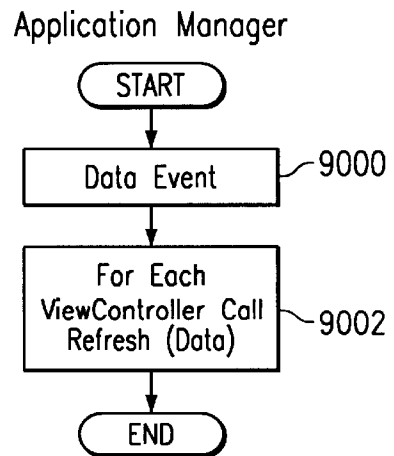 Application Manager
START
Data Event
9000
For Each
ViewController Call
Refresh (Data)
9002
END